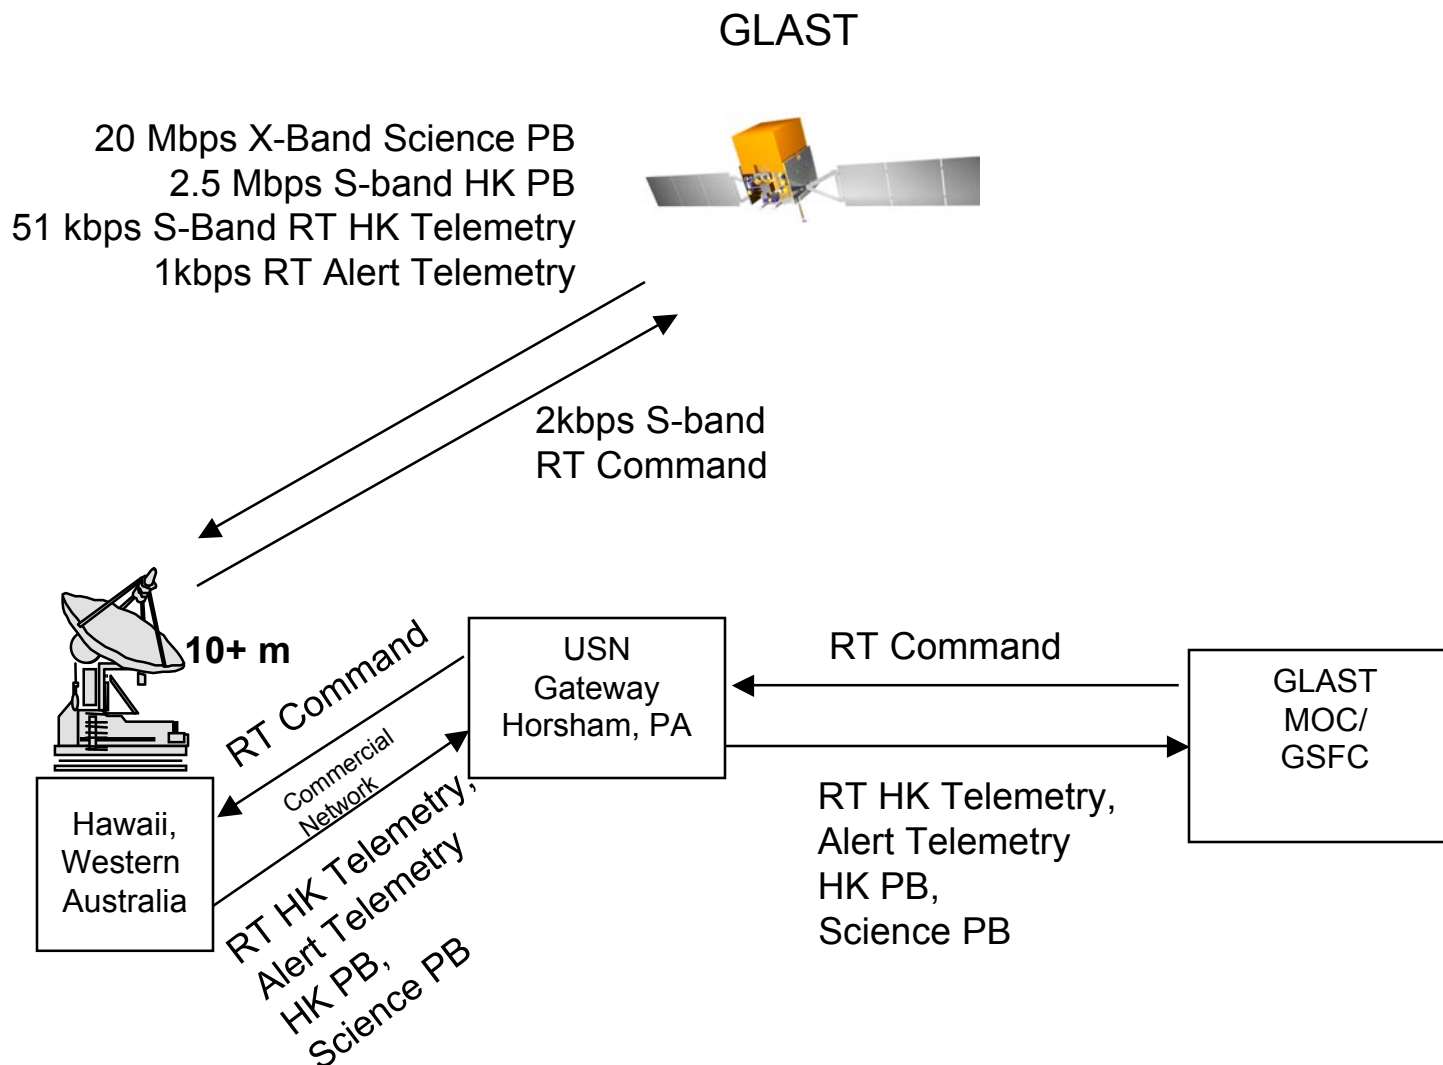 GLAST
20 Mbps X-Band Science PB
2.5 Mbps S-band HK PB
51 kbps S-Band RT HK Telemetry
1kbps RT Alert Telemetry
2kbps S-band
RT Command
10+ m
Hawaii,
Western
Australia
RT Command
Commercial
Network
RT HK Telemetry,
Alert Telemetry
HK PB,
Science PB
USN
Gateway
Horsham, PA
RT Command
RT HK Telemetry,
Alert Telemetry
HK PB,
Science PB
GLAST
MOC/
GSFC